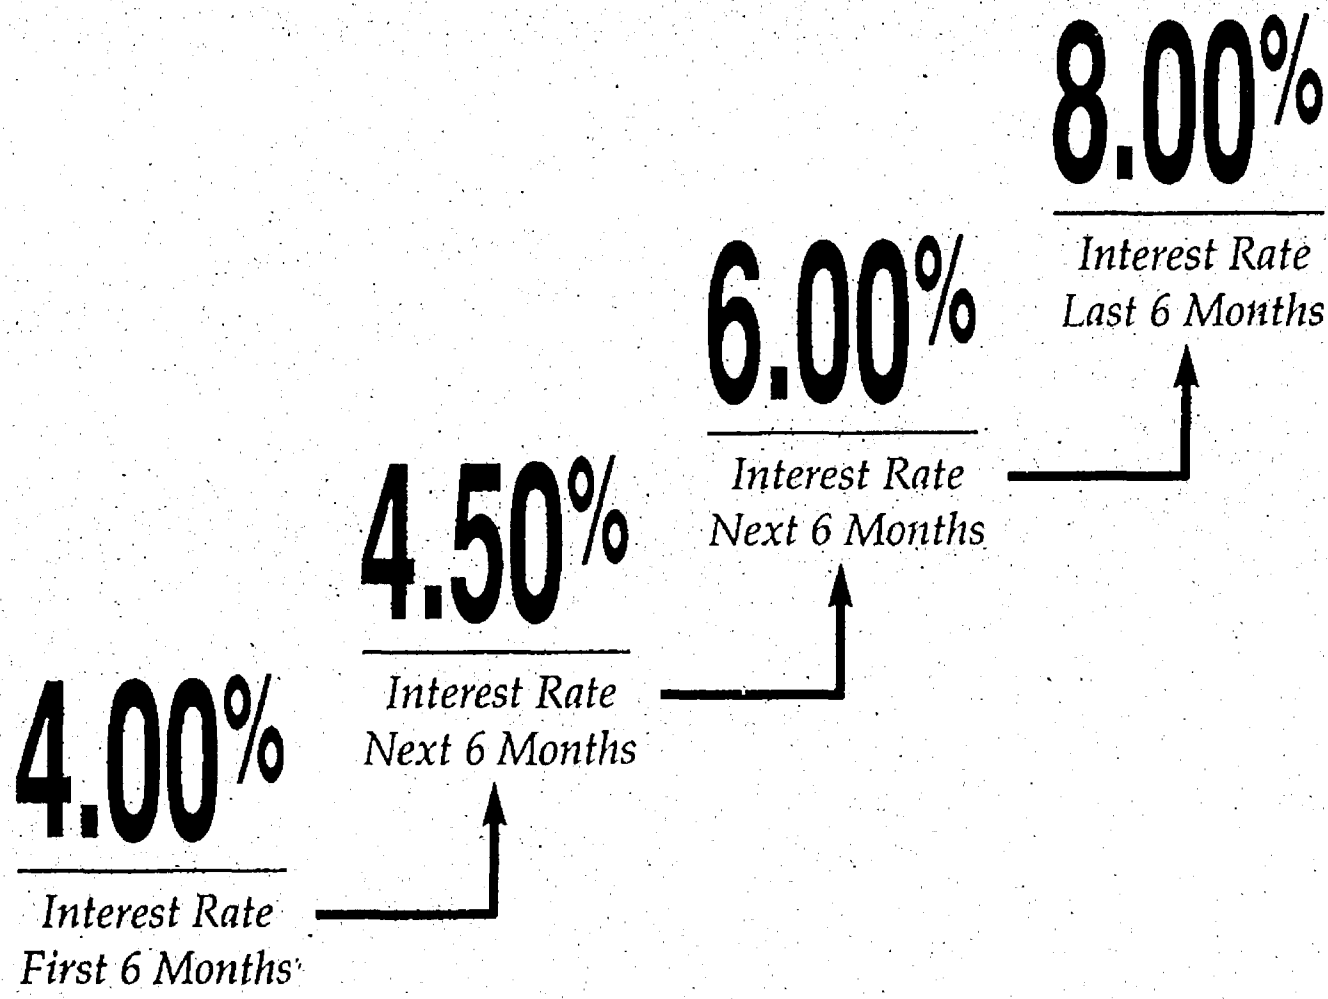 8.00%
Interest Rate
Last 6 Months
6.00%
Interest Rate
Next 6 Months
4.50%
Interest Rate
Next 6 Months
4.00%
Interest Rate
First 6 Months